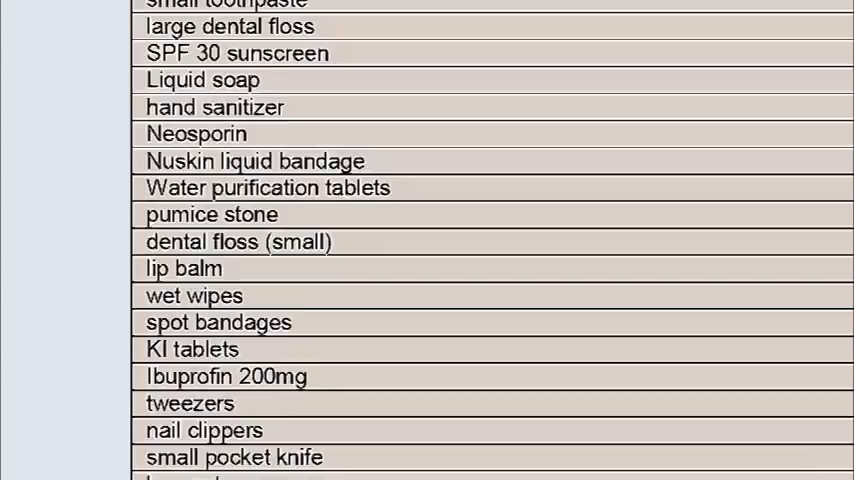 small toothpaste
large dental floss
SPF 30 sunscreen
Liquid soap
hand sanitizer
Neosporin
Nuskin liquid bandage
Water purification tablets
pumice stone
dental floss (small)
lip balm
wet wipes
spot bandages
KI tablets
Ibuprofin 200mg
tweezers
nail clippers
small pocket knife